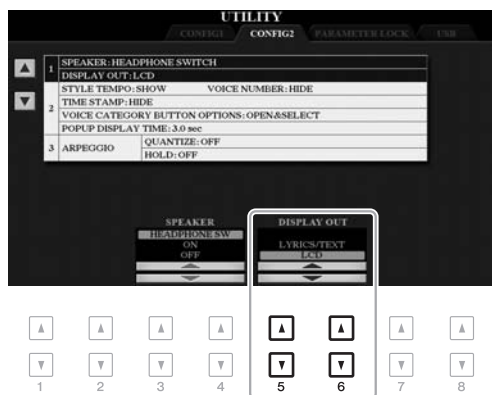 UTILITY
CONFIG1 CONFIG2 PARAMETER LOCK USB
1 SPEAKER:HEADPHONE SWITCH
DISPLAY OUT:LCD
2 STYLE TEMPO:SHOW VOICE NUMBER:HIDE
TIME STAMP:HIDE
VOICE CATEGORY BUTTON OPTIONS:OPEN&SELECT
POPUP DISPLAY TIME:3.0 sec
3 ARPEGGIO QUANTIZE:OFF
HOLD:OFF
SPEAKER DISPLAY OUT
HEADPHONE SW
ON LYRICS/TEXT
OFF LCD
1 2 3 4 5 6 7 8